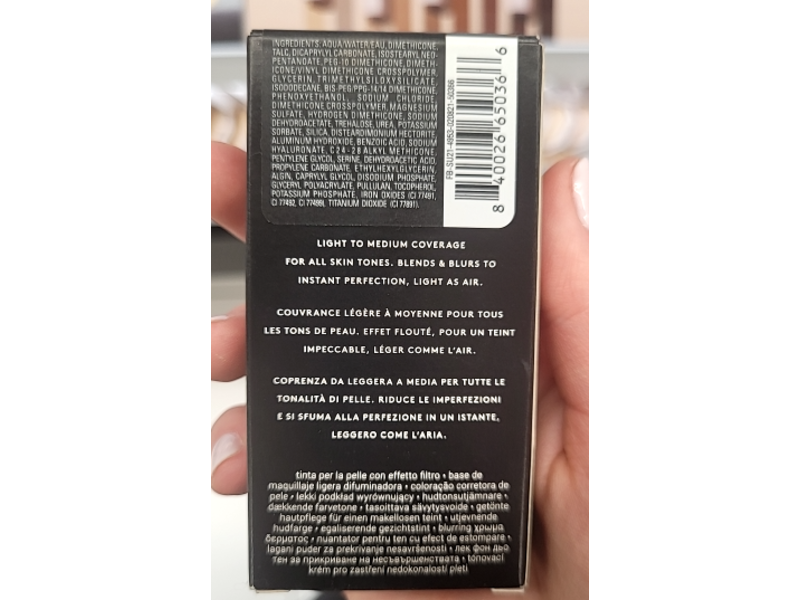 INGREDIENTS: AQUA/WATER/EAU, DIMETHICONE,
TALC, DICAPRYLYL CARBONATE, ISOSTEARYL NEO-
PENTANOATE, PEG-10 DIMETHICONE, DIMETH-
ICONE/VINYL DIMETHICONE CROSSPOLYMER,
GLYCERIN, TRIMETHYLSILOXYSILICATE,
ISODODECANE, BIS-PEG/PPG-14/14 DIMETHICONE,
PHENOXYETHANOL, SODIUM CHLORIDE,
DIMETHICONE CROSSPOLYMER, MAGNESIUM
SULFATE, HYDROGEN DIMETHICONE, SODIUM
DEHYDROACETATE, TREHALOSE, UREA, POTASSIUM
SORBATE, SILICA, DISTEARDIMONIUM HECTORITE,
ALUMINUM HYDROXIDE, BENZOIC ACID, SODIUM
HYALURONATE, C24-28 ALKYL METHICONE,
PENTYLENE GLYCOL, SERINE, DEHYDROACETIC ACID,
PROPYLENE CARBONATE, ETHYLHEXYLGLYCERIN,
ALGIN, CAPRYLYL GLYCOL, DISODIUM PHOSPHATE,
GLYCERYL POLYACRYLATE, PULLULAN, TOCOPHEROL,
POTASSIUM PHOSPHATE, IRON OXIDES (CI 77491,
CI 77492, CI 77499), TITANIUM DIOXIDE (CI 77891).
FB-SU21-4953-020821-50366
8 40026 65036 6
LIGHT TO MEDIUM COVERAGE
FOR ALL SKIN TONES. BLENDS & BLURS TO
INSTANT PERFECTION, LIGHT AS AIR.
COUVRANCE LÉGÈRE À MOYENNE POUR TOUS
LES TONS DE PEAU. EFFET FLOUTÉ, POUR UN TEINT
IMPECCABLE, LÉGER COMME L'AIR.
COPRENZA DA LEGGERA A MEDIA PER TUTTE LE
TONALITÀ DI PELLE. RIDUCE LE IMPERFEZIONI
E SI SFUMA ALLA PERFEZIONE IN UN ISTANTE,
LEGGERO COME L'ARIA.
tinta per la pelle con effetto filtro • base de
maquillaje ligera difuminadora • coloração corretora de
pele • lekki podkład wyrównujący • hudtonsutjämnare •
dækkende farvetone • tasoittava sävytysvoide • getönte
hautpflege für einen makellosen teint • utjevnende
hudfarge • egaliserende gezichtstint • blurring χρωμα
δερματος • nuantator pentru ten cu efect de estompare •
lagani puder za prekrivanje nesavršenosti • лек фон дьо
тен за прикриване на несъвършенствата • tónovací
krém pro zastření nedokonalostí pleti